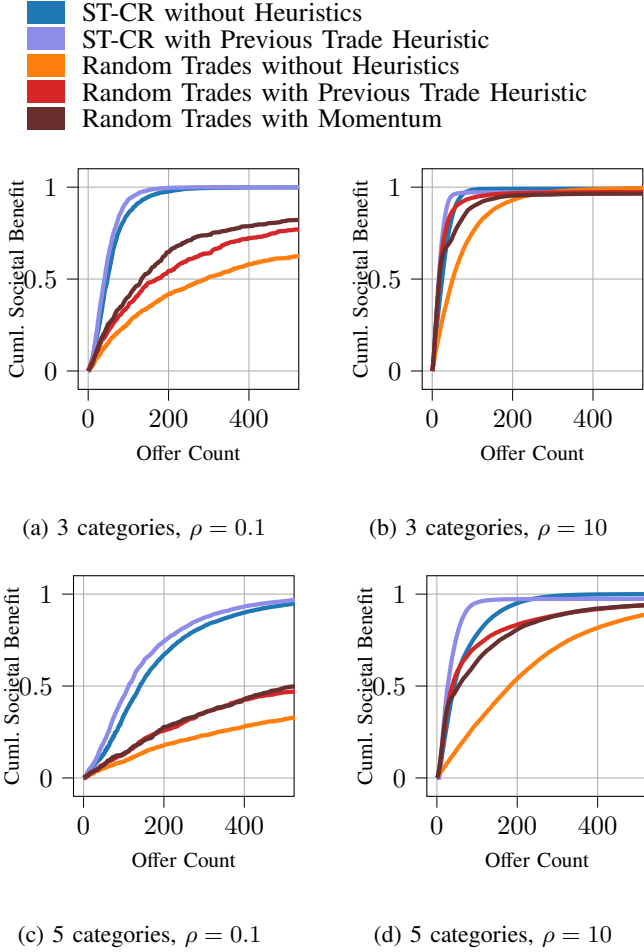 ST-CR without Heuristics
ST-CR with Previous Trade Heuristic
Random Trades without Heuristics
Random Trades with Previous Trade Heuristic
Random Trades with Momentum
Cuml. Societal Benefit
1
0.5
0
0 200 400
Offer Count
(a) 3 categories, ρ = 0.1
Cuml. Societal Benefit
1
0.5
0
0 200 400
Offer Count
(b) 3 categories, ρ = 10
Cuml. Societal Benefit
1
0.5
0
0 200 400
Offer Count
(c) 5 categories, ρ = 0.1
Cuml. Societal Benefit
1
0.5
0
0 200 400
Offer Count
(d) 5 categories, ρ = 10